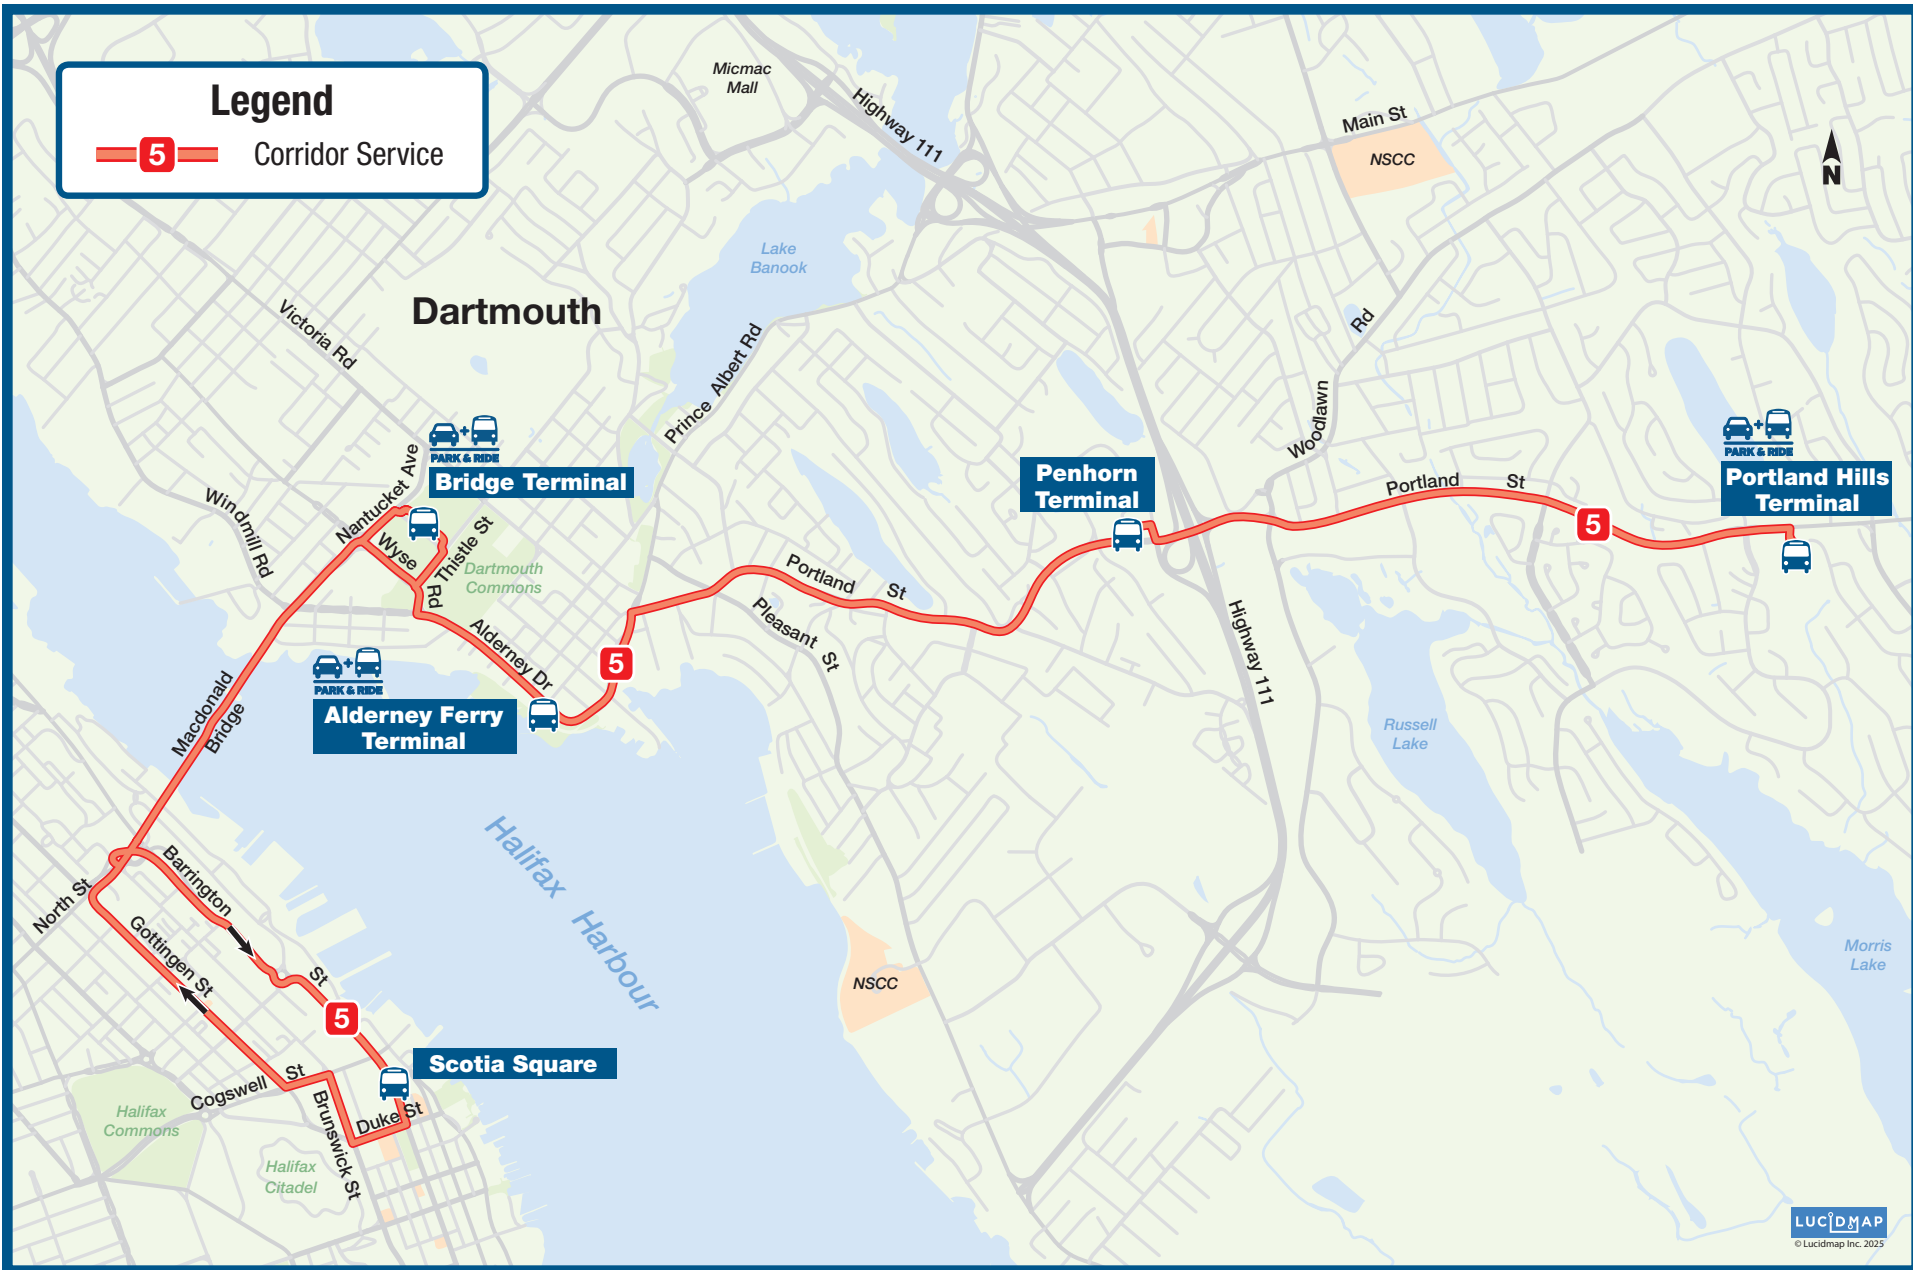 Legend
5 Corridor Service
Micmac
Mall
Highway 111
Main St
NSCC
N
Lake
Banook
Dartmouth
Victoria Rd
Prince Albert Rd
Woodlawn
Rd
PARK & RIDE
Bridge Terminal
Nantucket Ave
Windmill Rd
Wyse
Rd
Thistle St
Dartmouth
Commons
Penhorn
Terminal
Portland St
5
PARK & RIDE
Portland Hills
Terminal
Portland St
Pleasant St
Highway 111
Alderney Dr
5
PARK & RIDE
Alderney Ferry
Terminal
Macdonald
Bridge
Russell
Lake
Halifax Harbour
Morris
Lake
NSCC
North St
Barrington
St
Gottingen St
5
Scotia Square
Cogswell St
Brunswick St
Duke St
Halifax
Commons
Halifax
Citadel
LUCIDMAP
© Lucidmap Inc. 2025